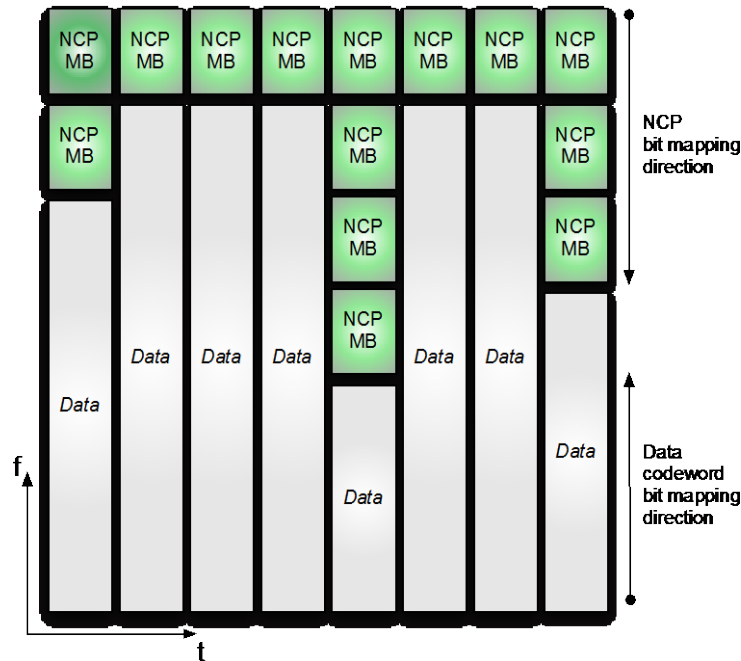 NCP
MB
NCP
MB
NCP
MB
NCP
MB
NCP
MB
NCP
MB
NCP
MB
NCP
MB
NCP
MB
NCP
MB
NCP
MB
NCP
bit mapping
direction
NCP
MB
NCP
MB
NCP
MB
Data
Data
Data
Data
Data
Data
Data
Data
Data
codeword
bit mapping
direction
f
t